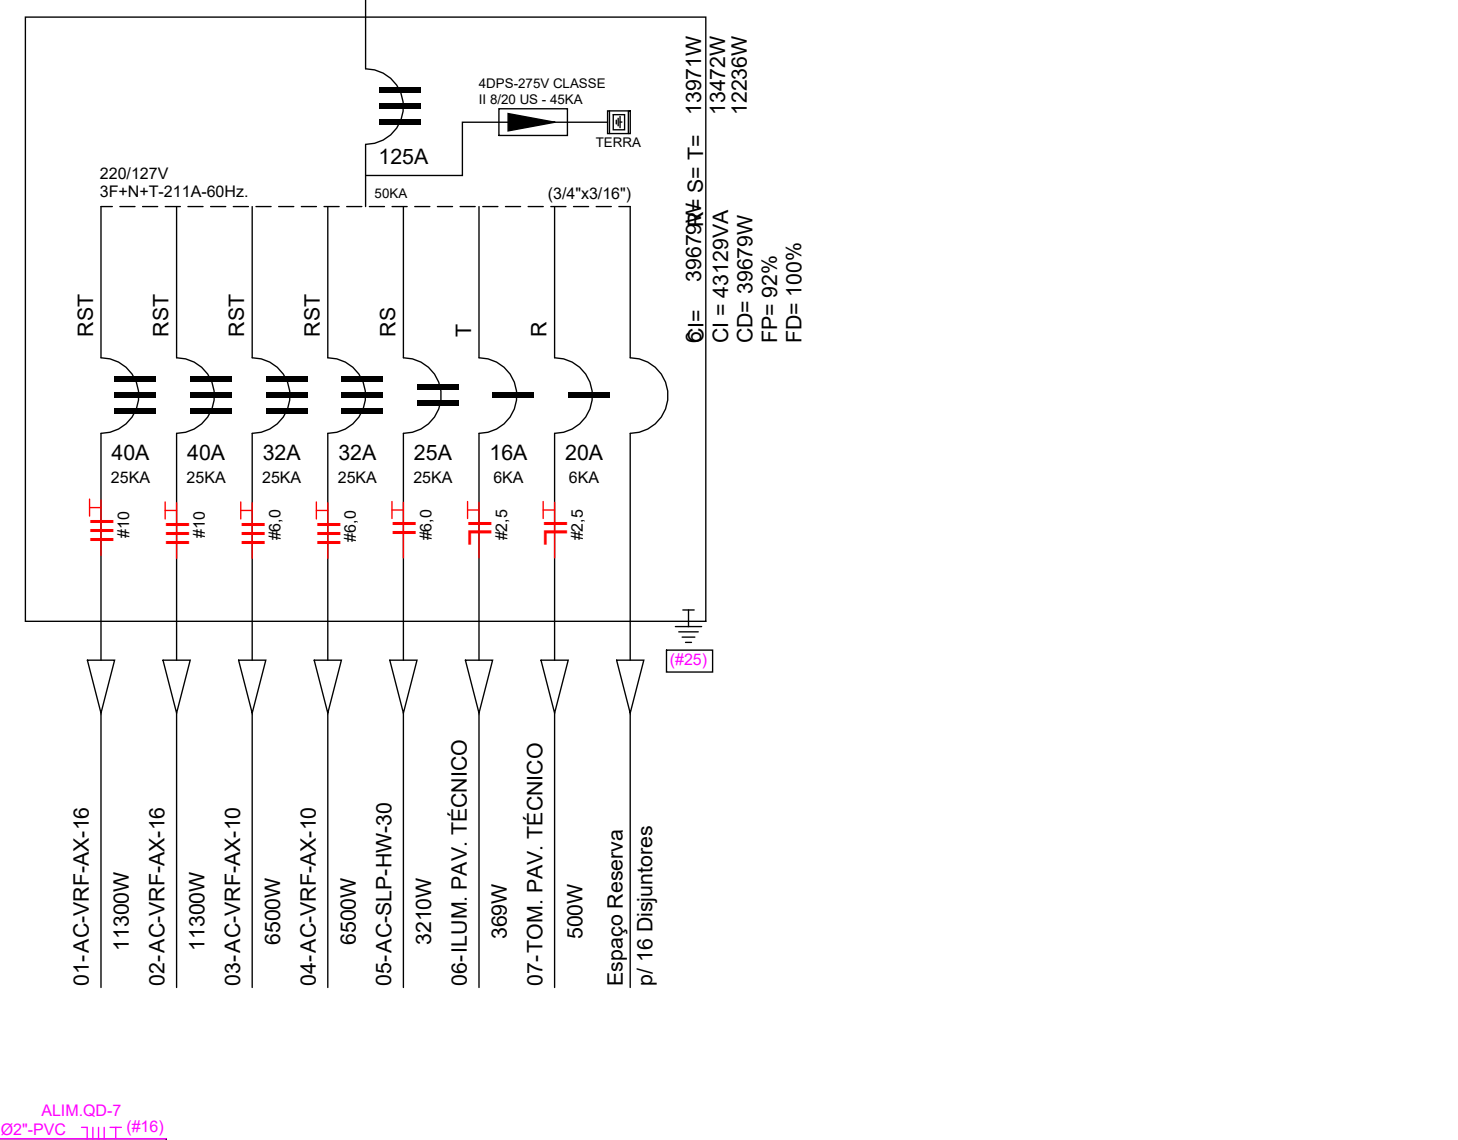 4DPS-275V CLASSE
II 8/20 US - 45KA
TERRA
125A
220/127V
3F+N+T-211A-60Hz.
50KA
(3/4"x3/16")
13971W
13472W
12236W
R= S= T=
CI= 39679W
CI = 43129VA
CD= 39679W
FP= 92%
FD= 100%
RST
RST
RST
RST
RS
T
R
40A
40A
32A
32A
25A
16A
20A
25KA
25KA
25KA
25KA
25KA
6KA
6KA
#10
#10
#6,0
#6,0
#6,0
#2,5
#2,5
(#25)
01-AC-VRF-AX-16
11300W
02-AC-VRF-AX-16
11300W
03-AC-VRF-AX-10
6500W
04-AC-VRF-AX-10
6500W
05-AC-SLP-HW-30
3210W
06-ILUM. PAV. TÉCNICO
369W
07-TOM. PAV. TÉCNICO
500W
Espaço Reserva
p/ 16 Disjuntores
ALIM.QD-7
Ø2"-PVC (#16)